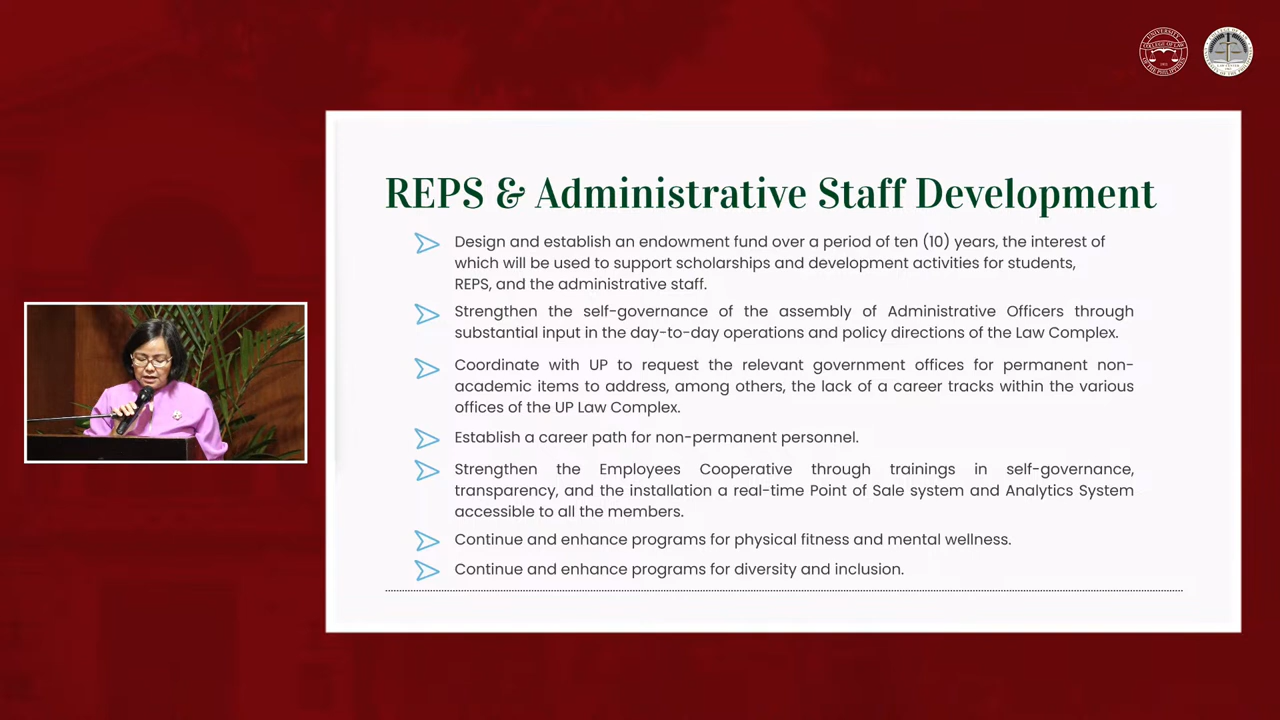 UNIVERSITY
COLLEGE OF LAW
OF THE PHILIPPINES
REPS & Administrative Staff Development
Design and establish an endowment fund over a period of ten (10) years, the interest of
which will be used to support scholarships and development activities for students,
REPS, and the administrative staff.
Strengthen the self-governance of the assembly of Administrative Officers through
substantial input in the day-to-day operations and policy directions of the Law Complex.
Coordinate with UP to request the relevant government offices for permanent non-
academic items to address, among others, the lack of a career tracks within the various
offices of the UP Law Complex.
Establish a career path for non-permanent personnel.
Strengthen the Employees Cooperative through trainings in self-governance,
transparency, and the installation a real-time Point of Sale system and Analytics System
accessible to all the members.
Continue and enhance programs for physical fitness and mental wellness.
Continue and enhance programs for diversity and inclusion.